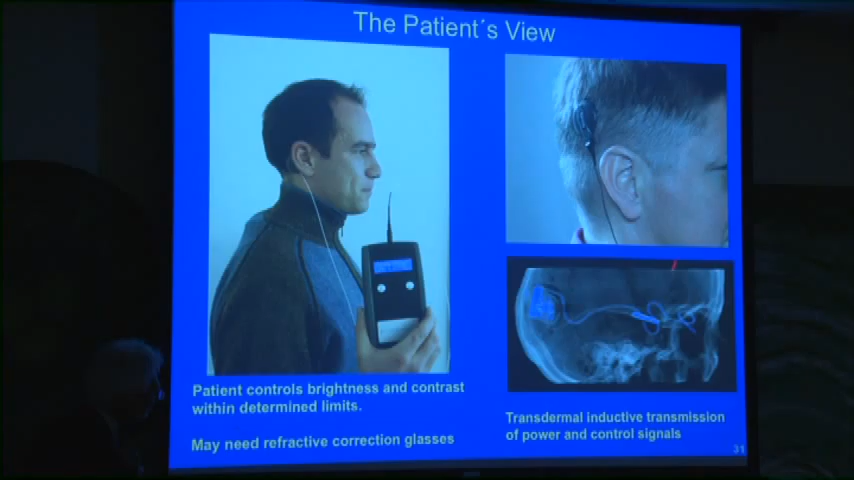 The Patient´s View
Patient controls brightness and contrast
within determined limits.
May need refractive correction glasses
Transdermal inductive transmission
of power and control signals
31